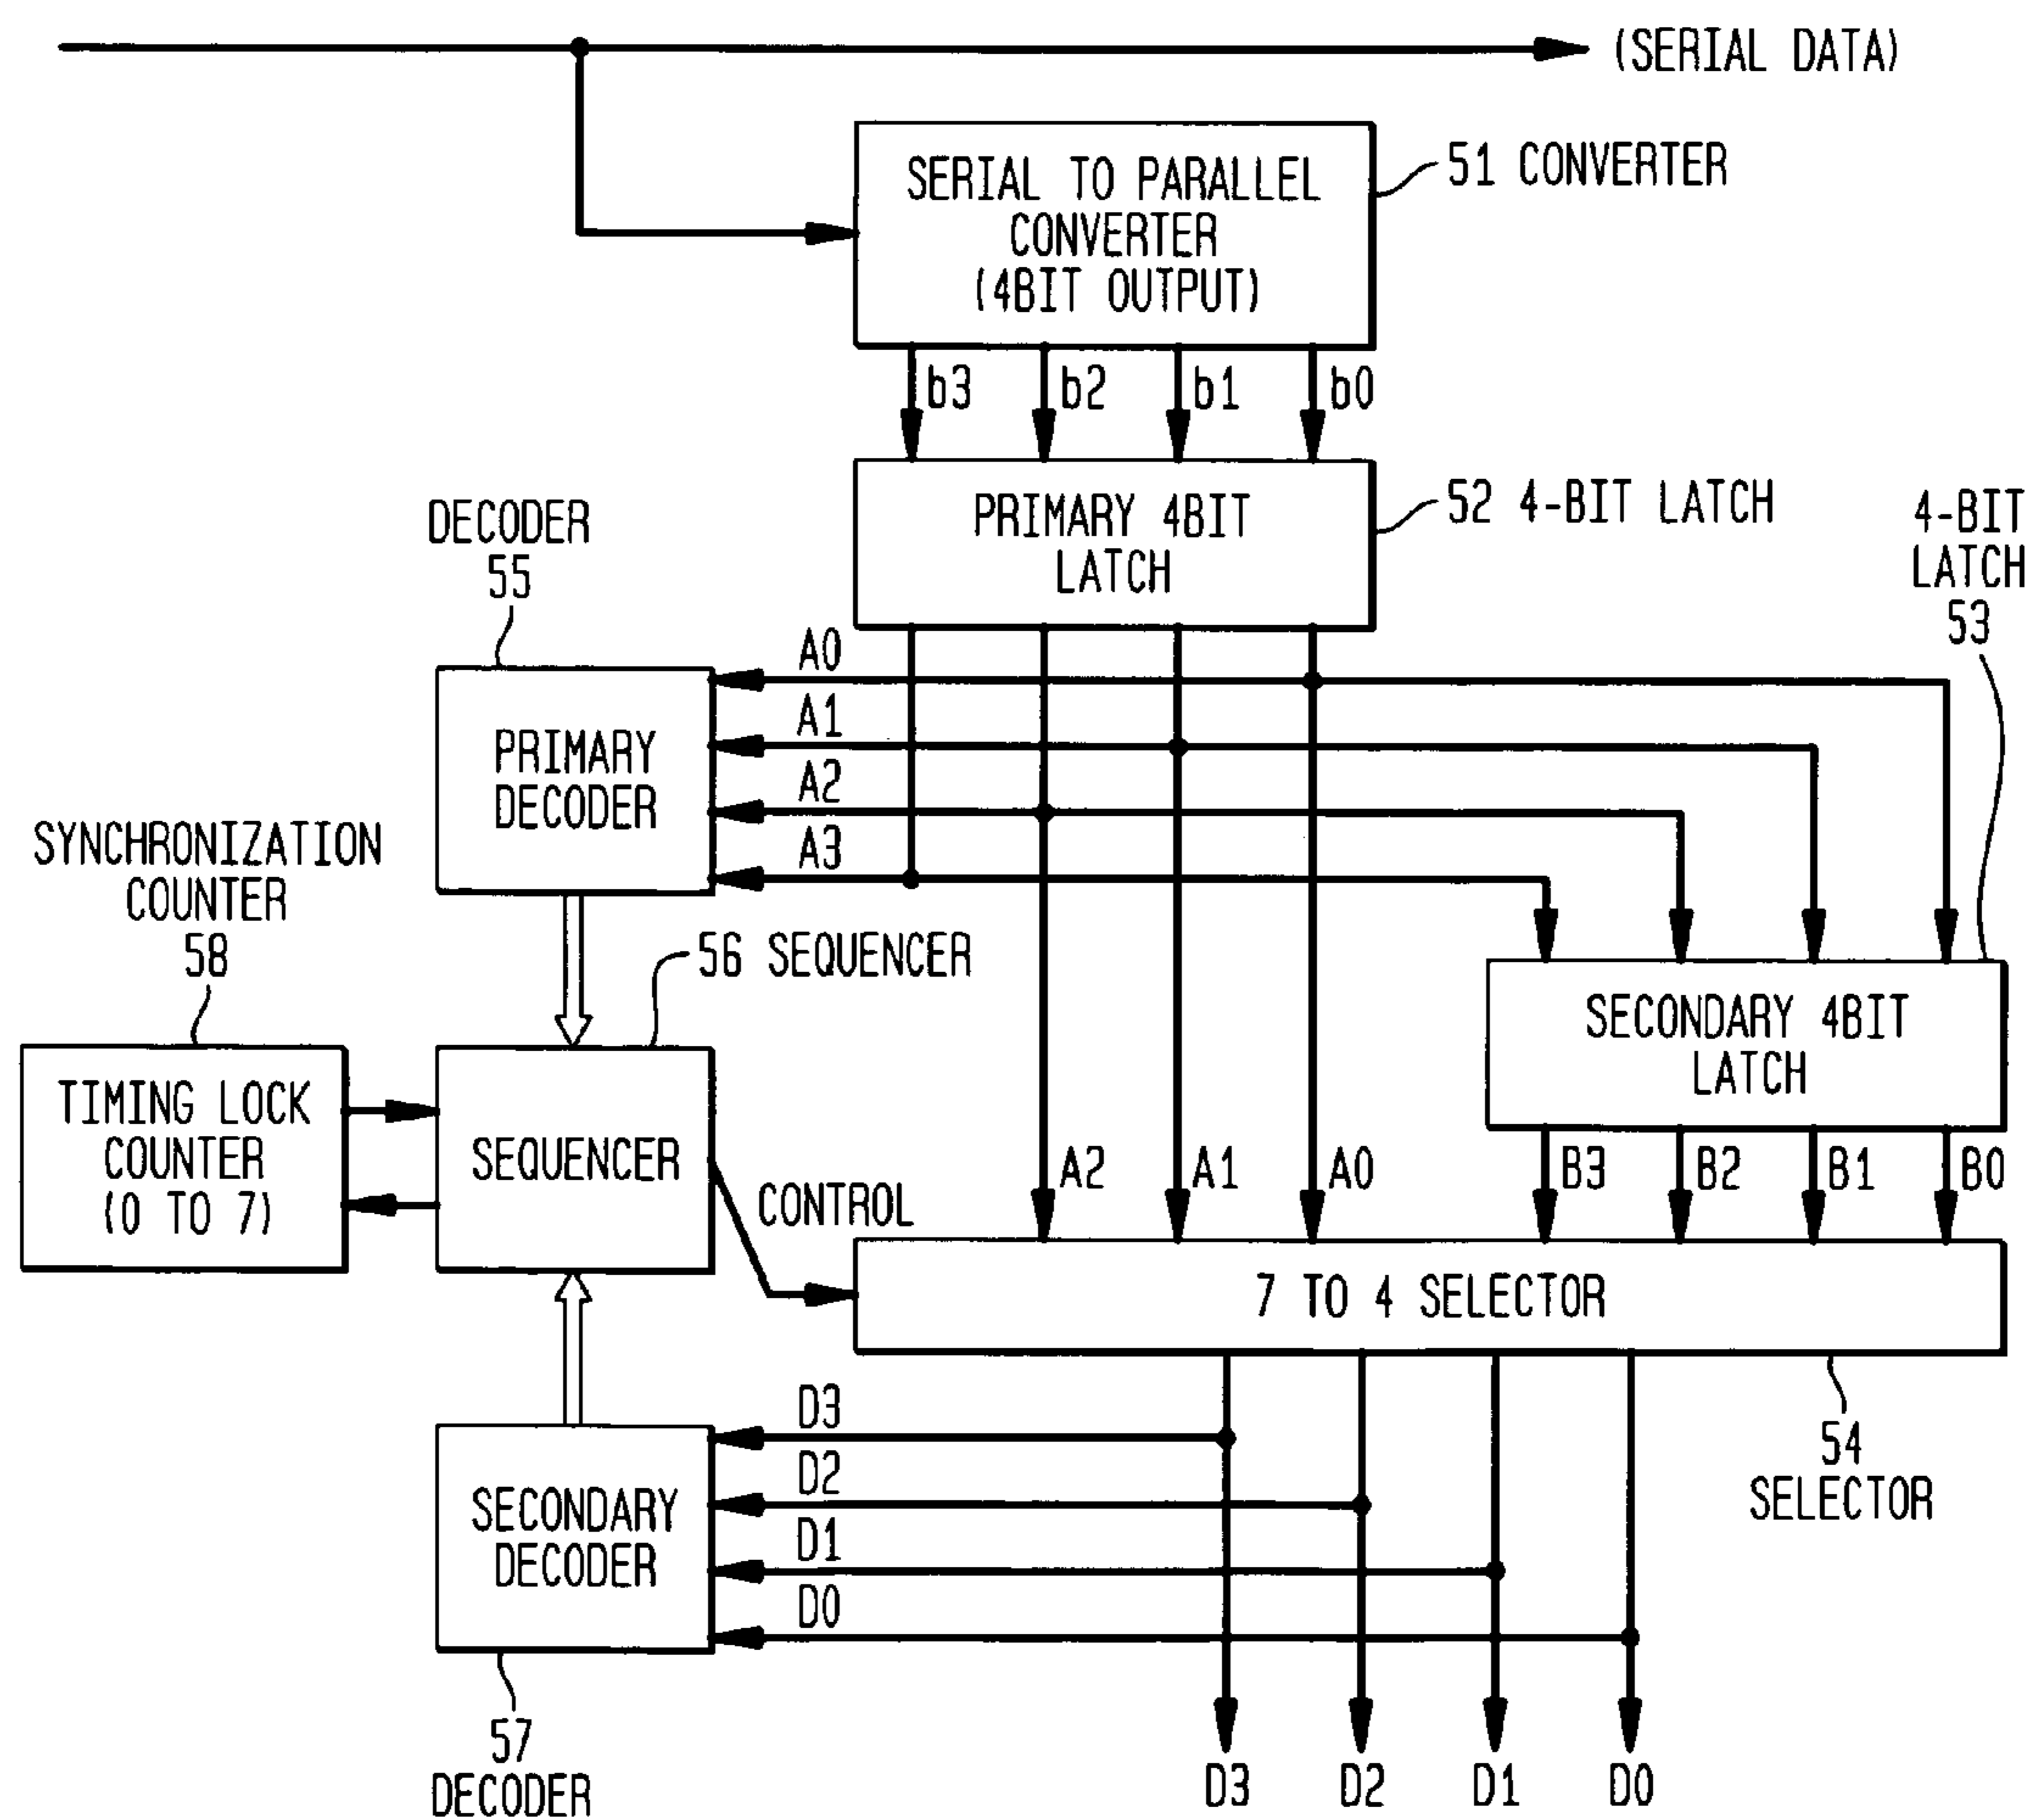 (SERIAL DATA)
SERIAL TO PARALLEL
CONVERTER
(4BIT OUTPUT)
51 CONVERTER
b3
b2
b1
b0
PRIMARY 4BIT
LATCH
52 4-BIT LATCH
4-BIT
LATCH
53
DECODER
55
A0
A1
A2
A3
PRIMARY
DECODER
SYNCHRONIZATION
COUNTER
58
56 SEQUENCER
SECONDARY 4BIT
LATCH
TIMING LOCK
COUNTER
(0 TO 7)
SEQUENCER
CONTROL
A2
A1
A0
B3
B2
B1
B0
7 TO 4 SELECTOR
54
SELECTOR
D3
D2
D1
D0
SECONDARY
DECODER
57
DECODER
D3
D2
D1
D0